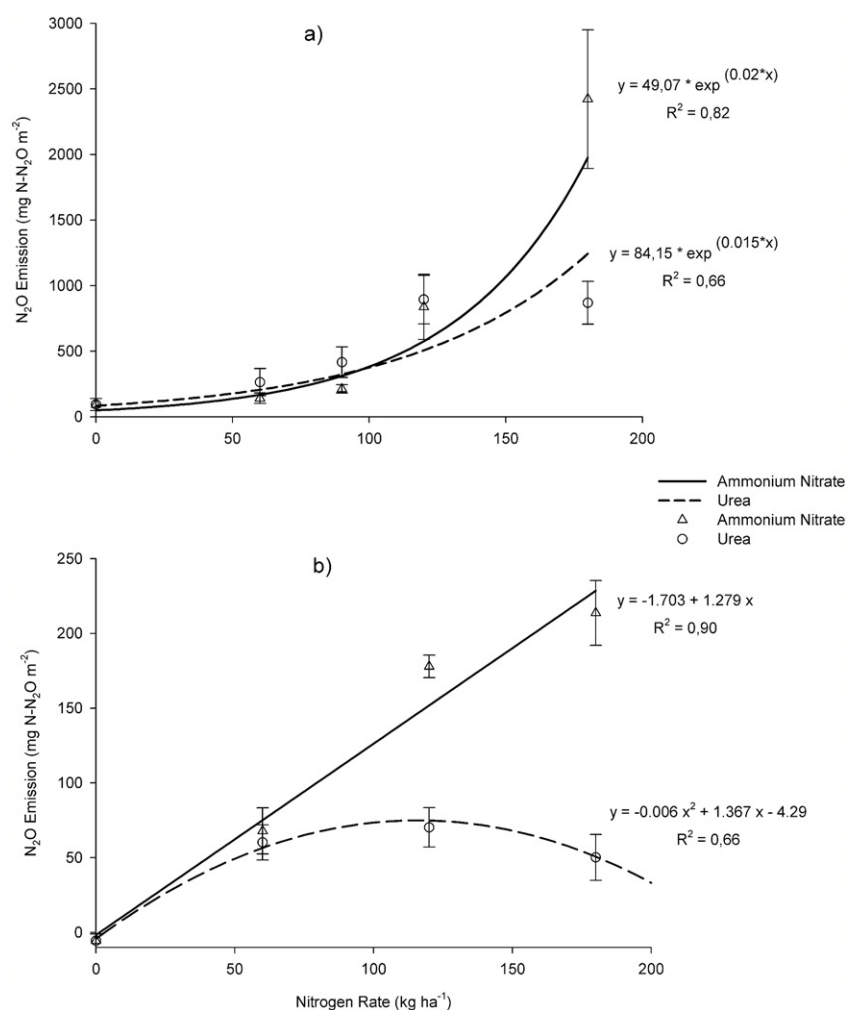 a)
3000
2500
2000
1500
1000
500
0
N₂O Emission (mg N-N₂O m⁻²)
y = 49,07 * exp (0.02*x)
R² = 0,82
y = 84,15 * exp (0.015*x)
R² = 0,66
0 50 100 150 200
Ammonium Nitrate
Urea
Ammonium Nitrate
Urea
b)
250
200
150
100
50
0
N₂O Emission (mg N-N₂O m⁻²)
y = -1.703 + 1.279 x
R² = 0,90
y = -0.006 x² + 1.367 x - 4.29
R² = 0,66
0 50 100 150 200
Nitrogen Rate (kg ha⁻¹)